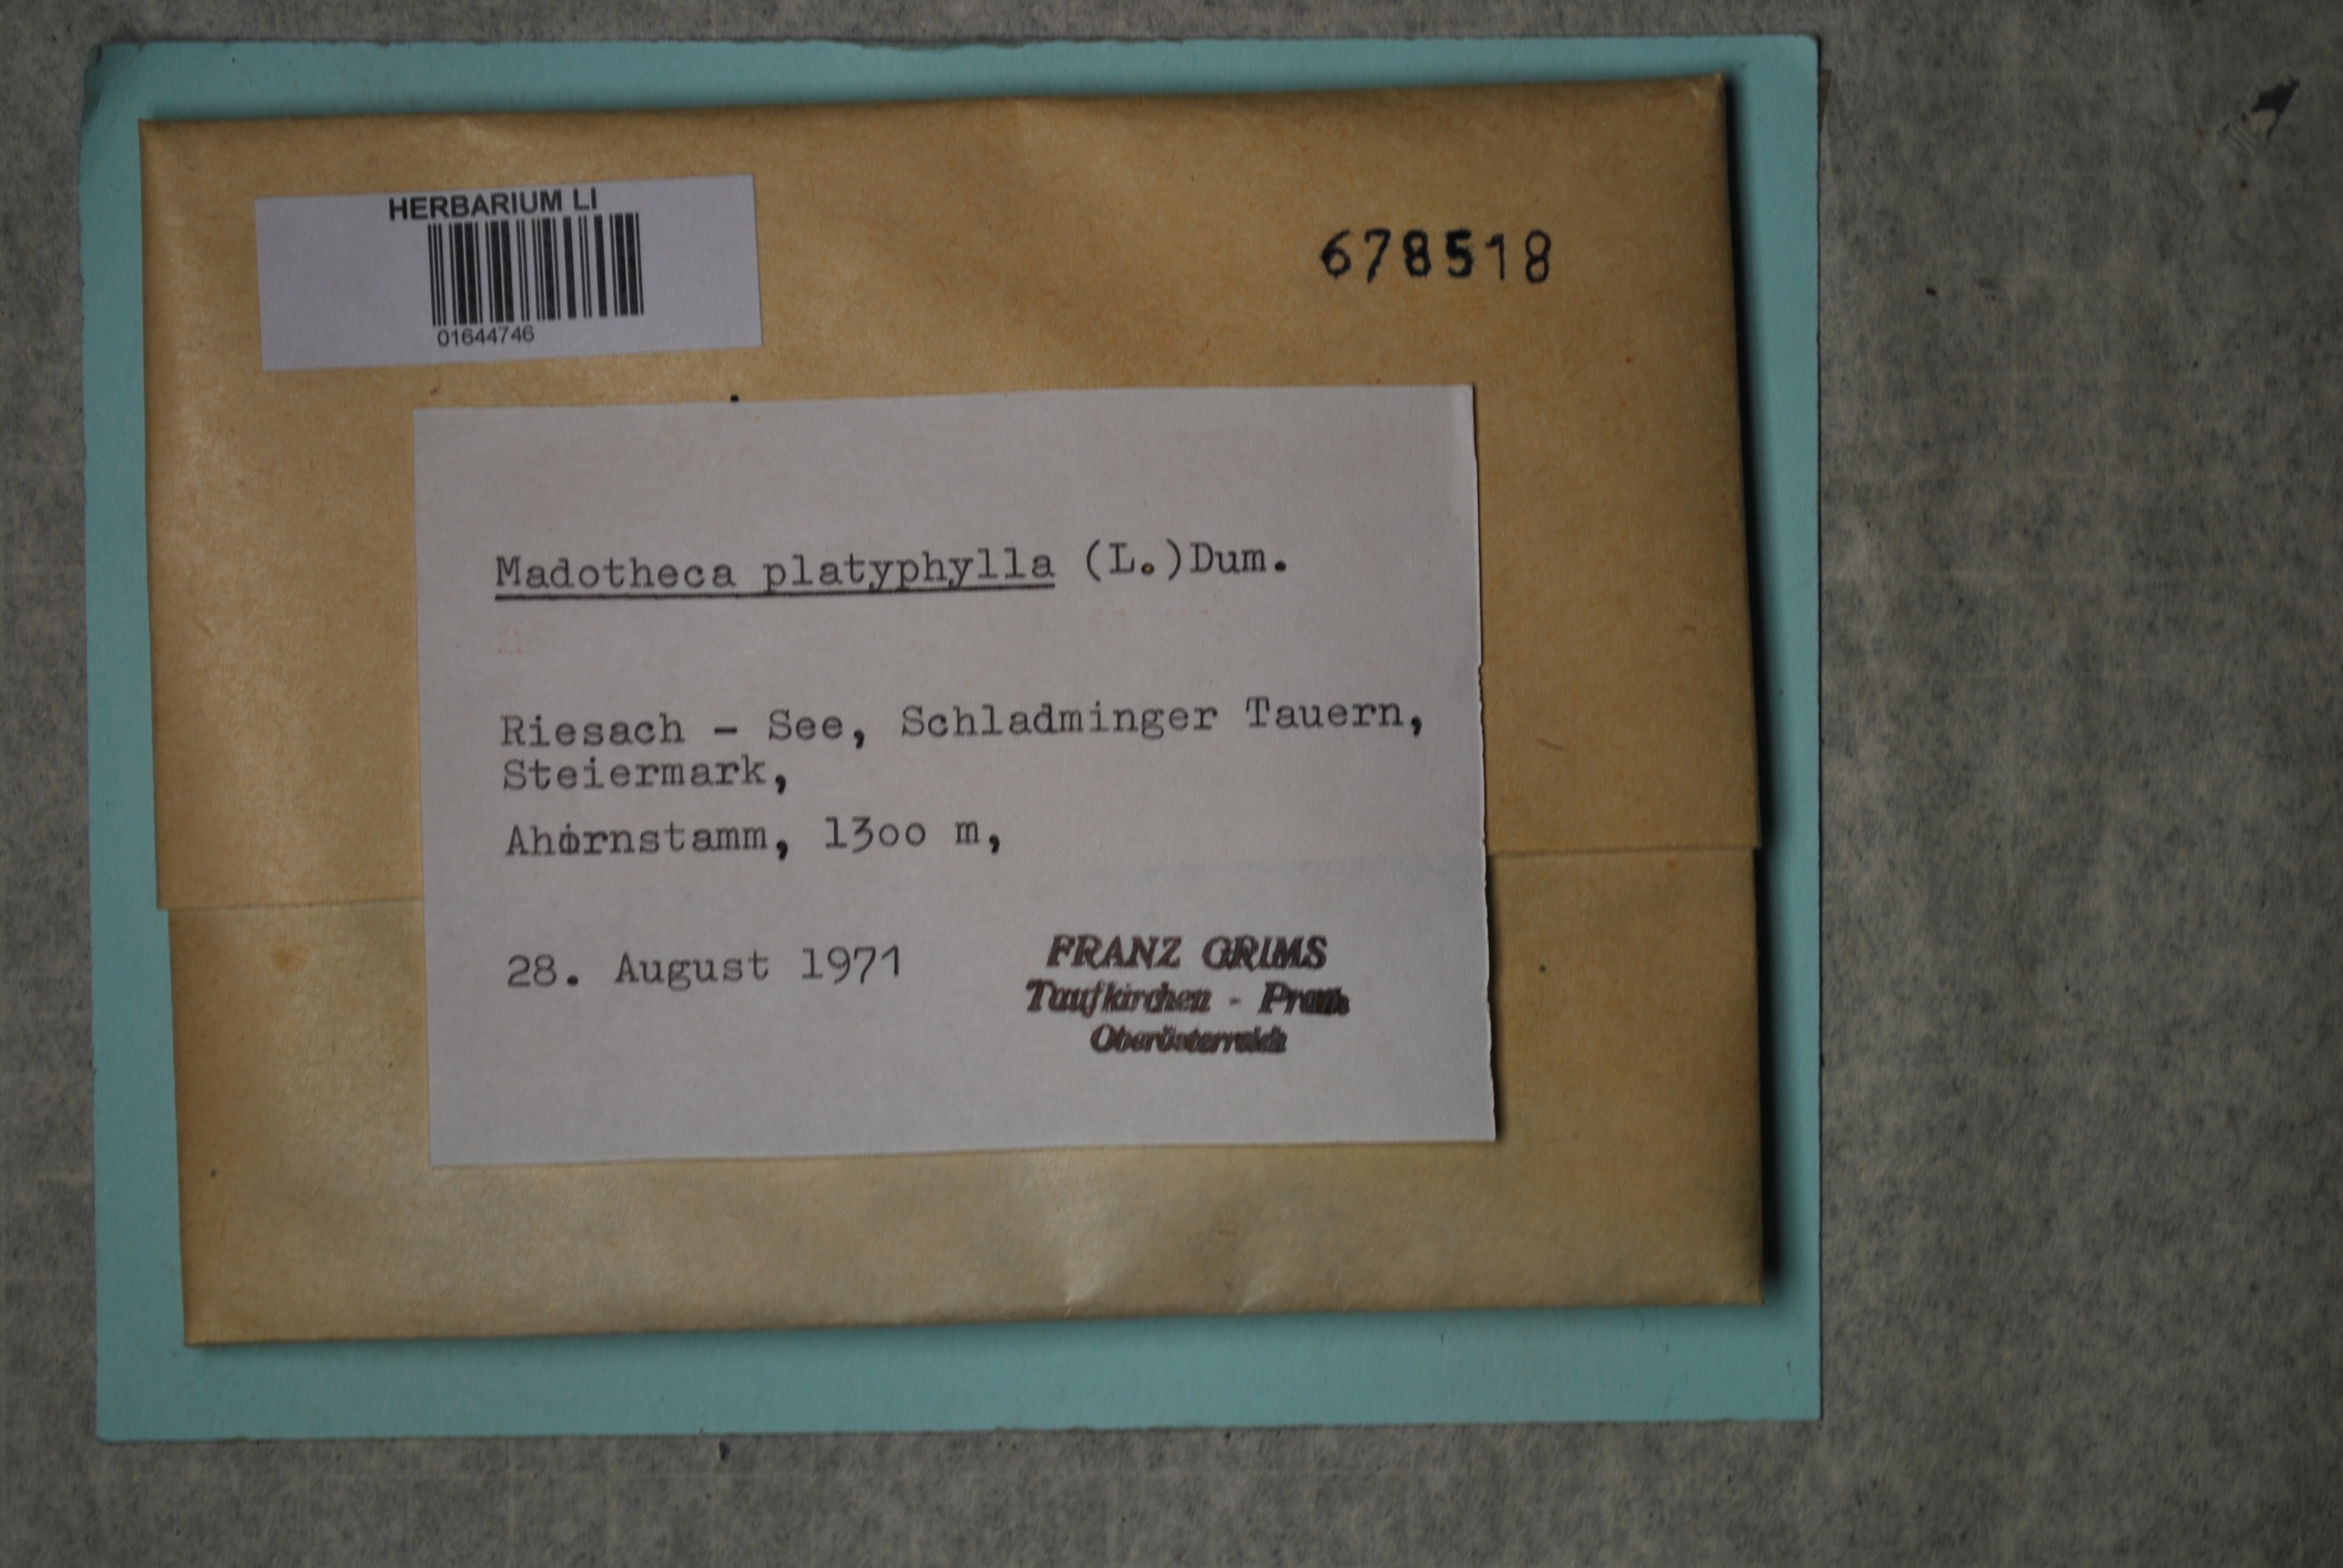 HERBARIUM LI
01644746
678518
Madotheca platyphylla (L.)Dum.
Riesach - See, Schladminger Tauern,
Steiermark,
Ahornstamm, 1300 m,
28. August 1971
FRANZ GRIMS
Taufkirchen - Pram
Oberösterreich